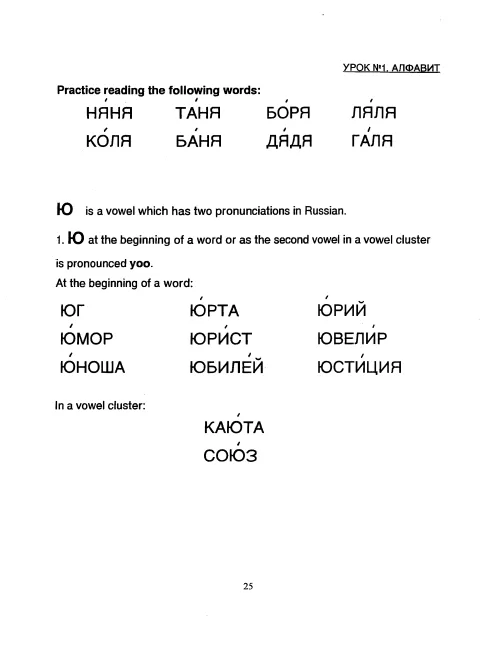 УРОК №1. АЛФАВИТ
Practice reading the following words:
НЯ́НЯ ТА́НЯ БО́РЯ ЛЯ́ЛЯ
КО́ЛЯ БА́НЯ ДЯ́ДЯ ГА́ЛЯ
Ю is a vowel which has two pronunciations in Russian.
1. Ю at the beginning of a word or as the second vowel in a vowel cluster
is pronounced yoo.
At the beginning of a word:
ЮГ Ю́РТА Ю́РИЙ
Ю́МОР ЮРИ́СТ ЮВЕЛИ́Р
Ю́НОША ЮБИЛЕ́Й ЮСТИ́ЦИЯ
In a vowel cluster:
КАЮ́ТА
СОЮ́З
25